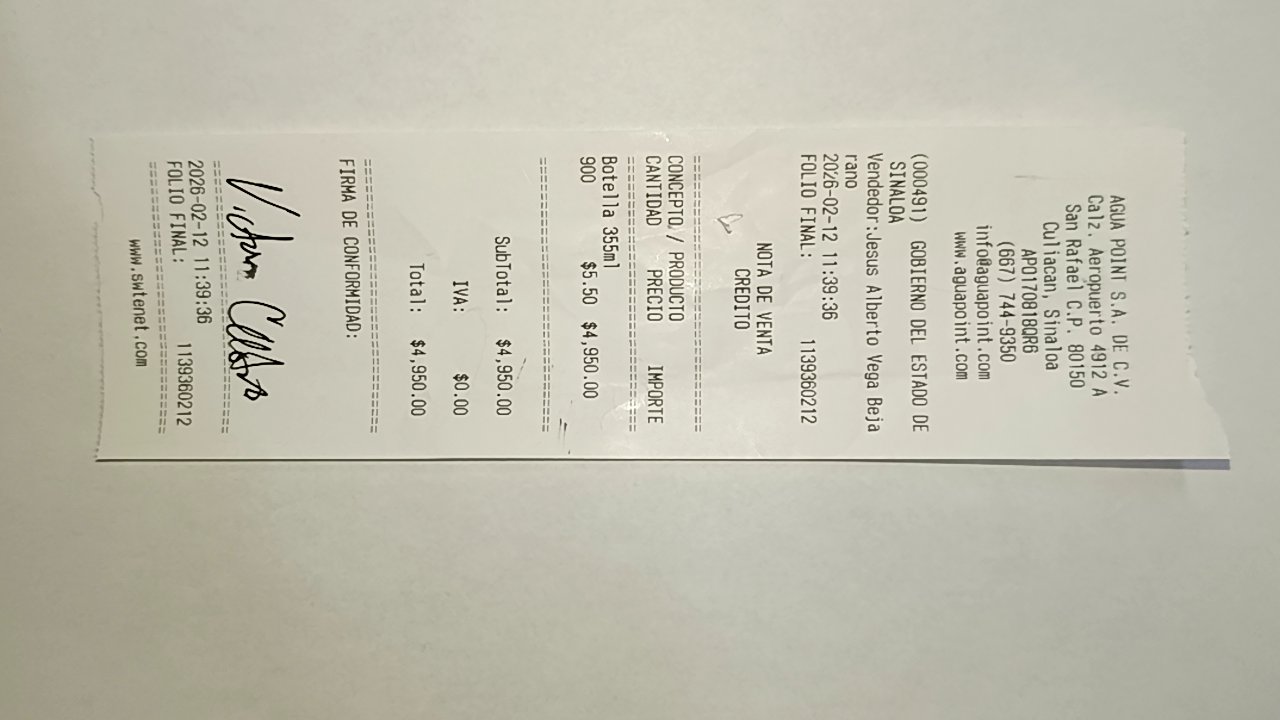 AGUA POINT S.A. DE C.V.
Calz. Aeropuerto 4912 A
San Rafael C.P. 80150
Culiacan, Sinaloa
APO170818QR6
(667) 744-9350
info@aguapoint.com
www.aguapoint.com
(000491) GOBIERNO DEL ESTADO DE
SINALOA
Vendedor:Jesus Alberto Vega Beja
rano
2026-02-12 11:39:36
FOLIO FINAL: 1139360212
NOTA DE VENTA
CREDITO
================================
CONCEPTO / PRODUCTO
CANTIDAD PRECIO IMPORTE
================================
Botella 355ml
900 $5.50 $4,950.00
================================
SubTotal: $4,950.00
IVA: $0.00
Total: $4,950.00
================================
FIRMA DE CONFORMIDAD:
================================
2026-02-12 11:39:36
FOLIO FINAL: 1139360212
================================
www.swtenet.com